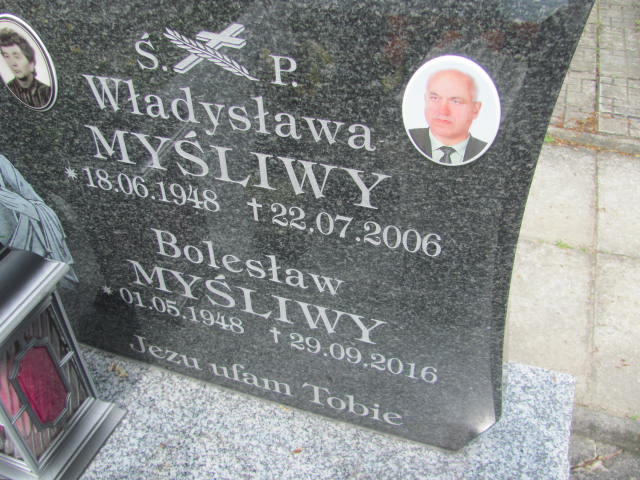 Ś. P.
Władysława
MYŚLIWY
* 18.06.1948 † 22.07.2006
Bolesław
MYŚLIWY
* 01.05.1948 † 29.09.2016
Jezu ufam Tobie